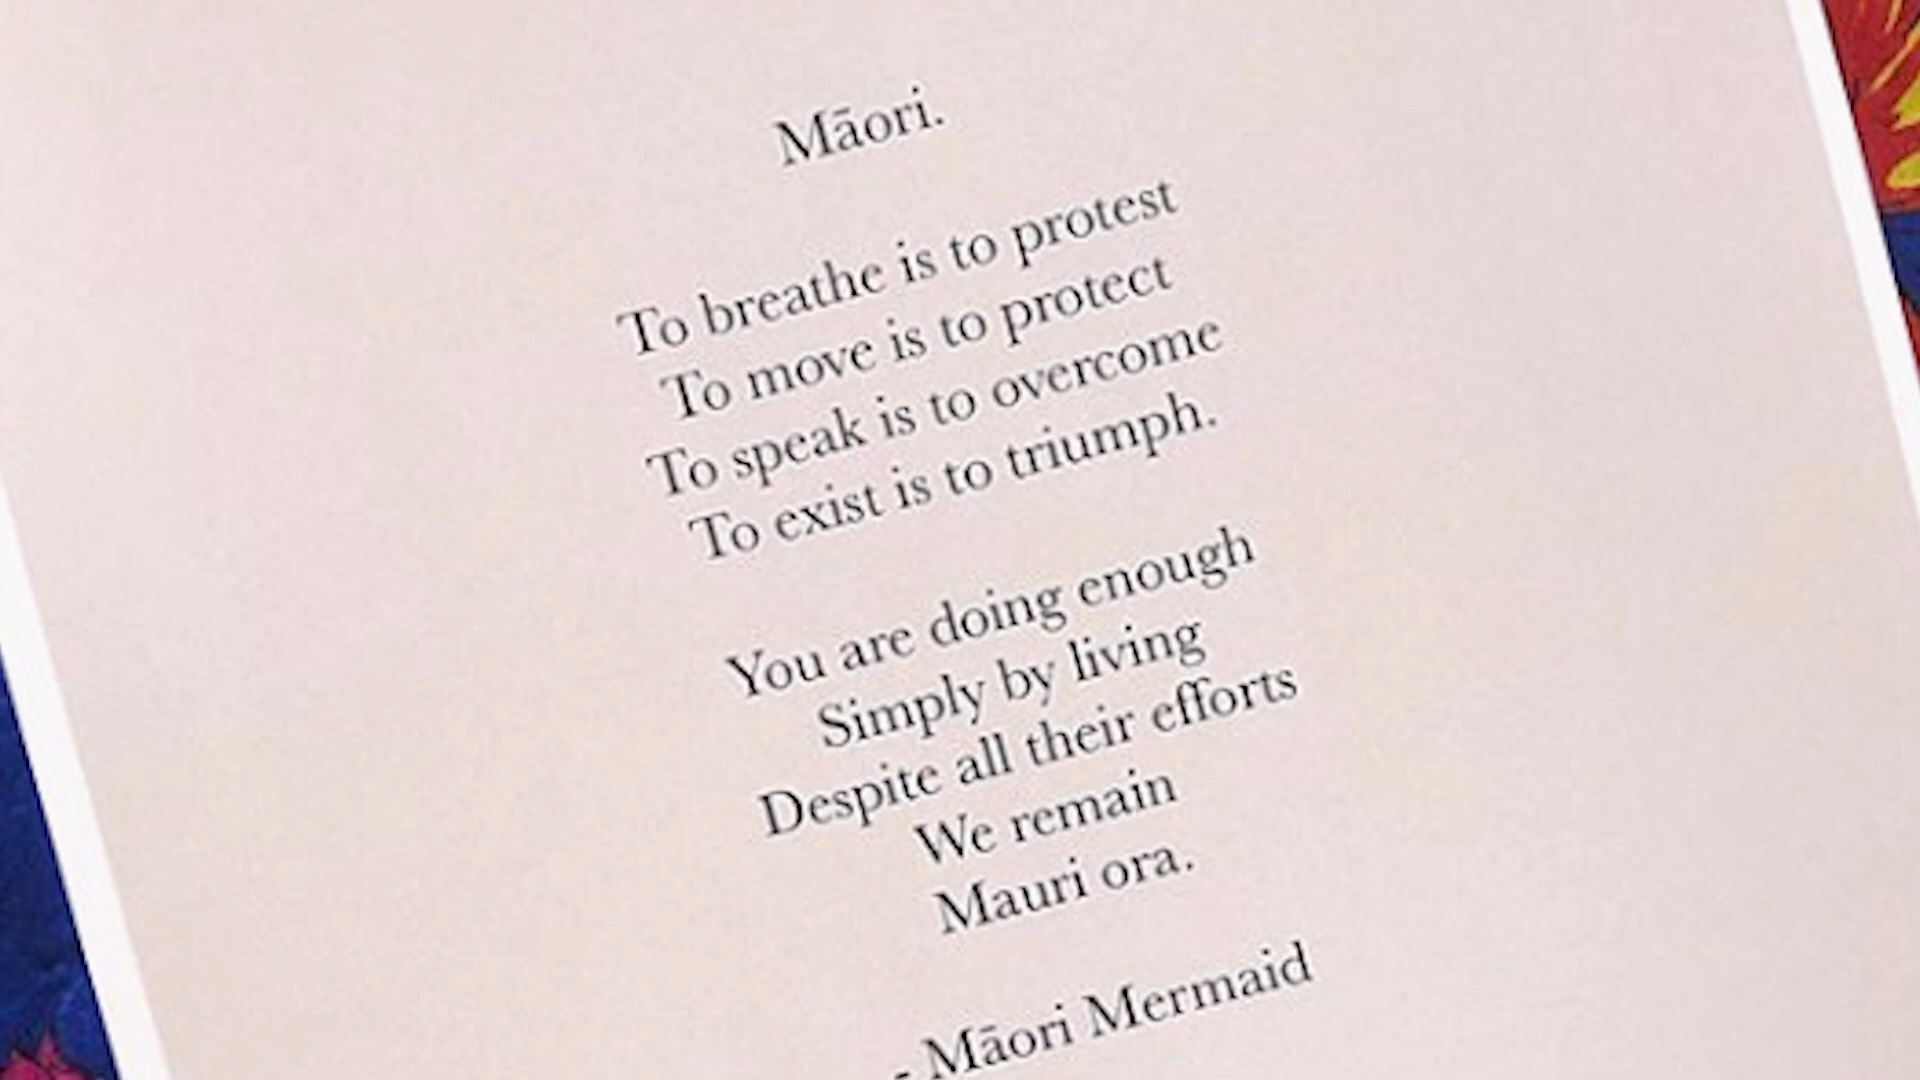 Māori.
To breathe is to protest
To move is to protect
To speak is to overcome
To exist is to triumph.
You are doing enough
Simply by living
Despite all their efforts
We remain
Mauri ora.
- Māori Mermaid